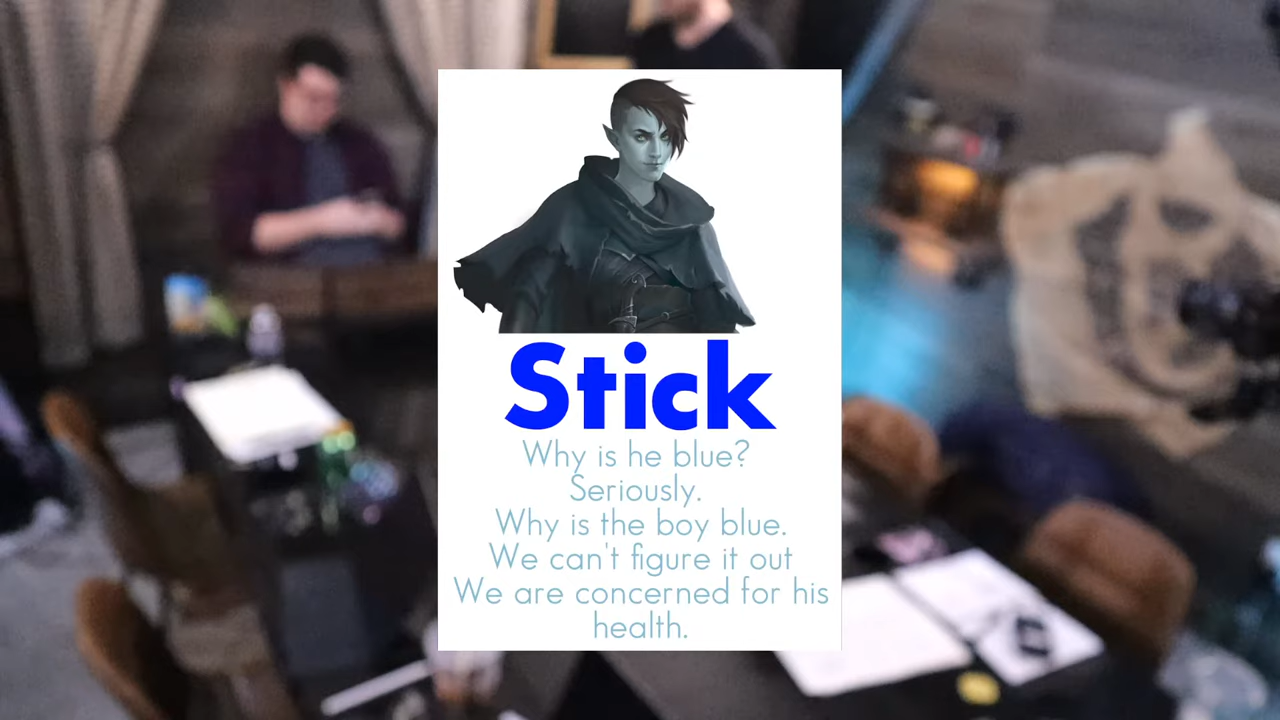 Stick
Why is he blue?
Seriously.
Why is the boy blue.
We can't figure it out
We are concerned for his
health.